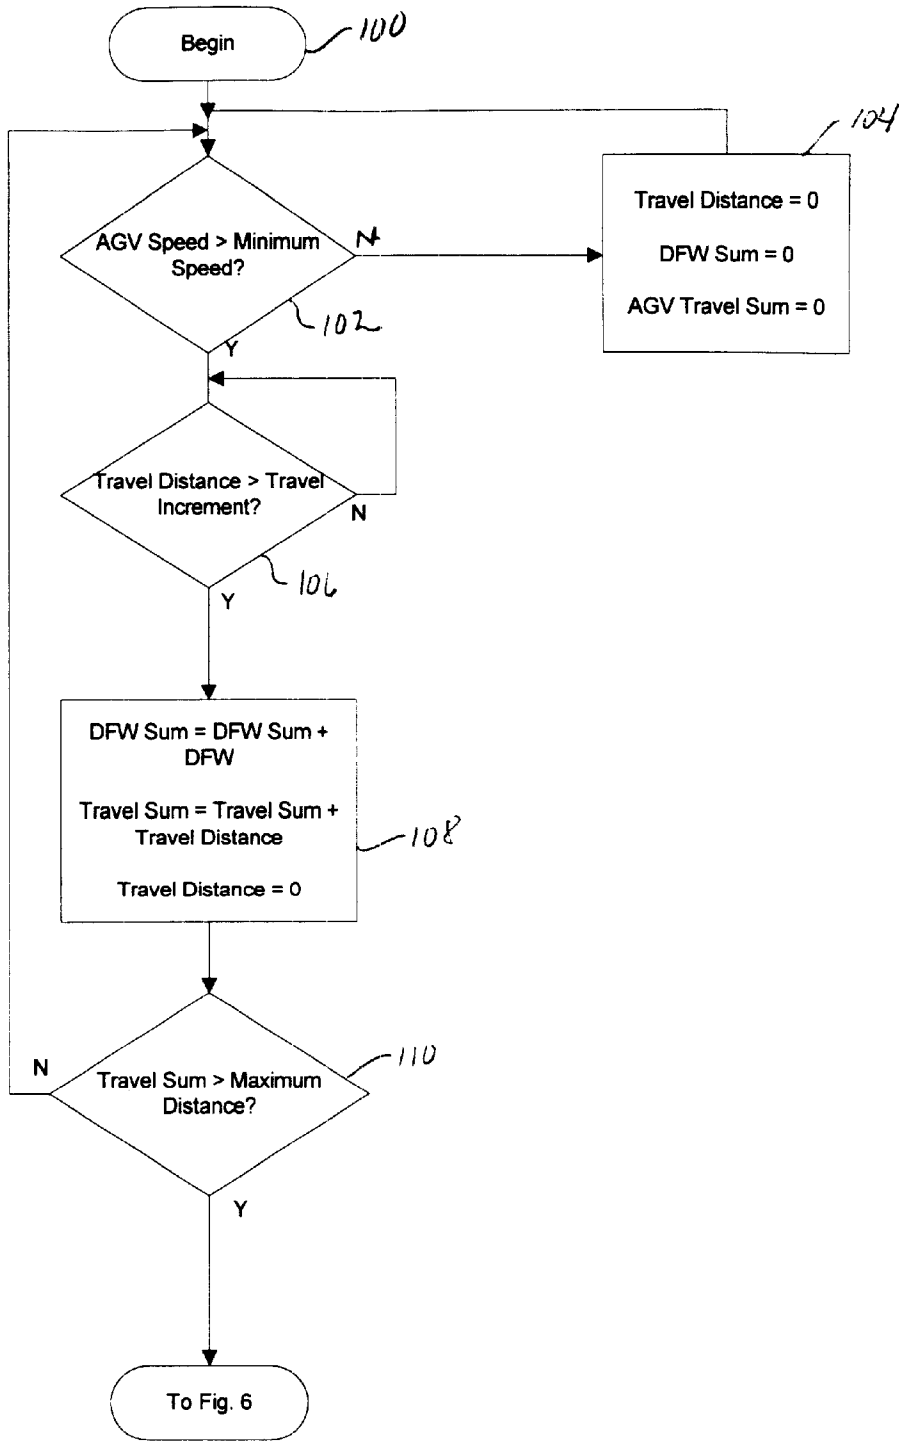 Begin
100
104
Travel Distance = 0
DFW Sum = 0
AGV Travel Sum = 0
AGV Speed > Minimum
Speed?
N
102
Y
Travel Distance > Travel
Increment?
N
106
Y
DFW Sum = DFW Sum +
DFW
Travel Sum = Travel Sum +
Travel Distance
Travel Distance = 0
108
N
110
Travel Sum > Maximum
Distance?
Y
To Fig. 6